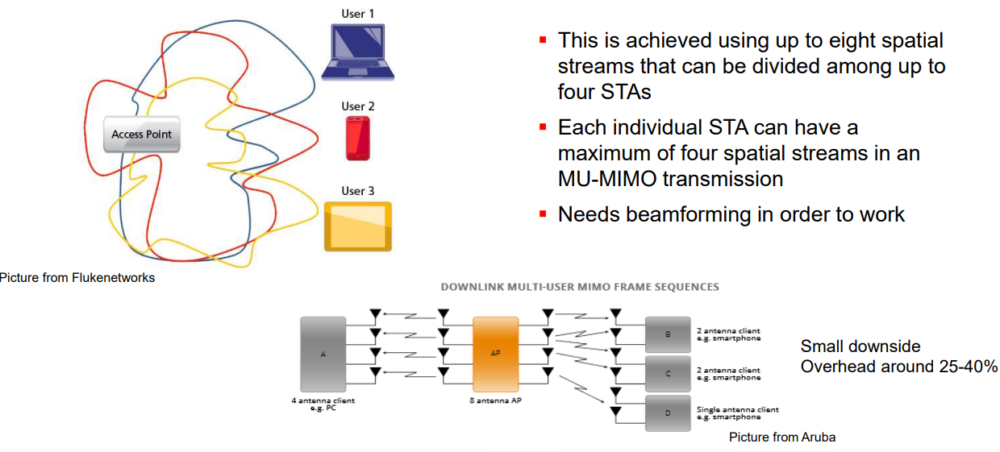 User 1
User 2
Access Point
User 3
Picture from Flukenetworks
▪ This is achieved using up to eight spatial
streams that can be divided among up to
four STAs
▪ Each individual STA can have a
maximum of four spatial streams in an
MU-MIMO transmission
▪ Needs beamforming in order to work
DOWNLINK MULTI-USER MIMO FRAME SEQUENCES
A
4 antenna client
e.g. PC
AP
8 antenna AP
B
2 antenna client
e.g. smartphone
C
2 antenna client
e.g. smartphone
D
Single antenna client
e.g. smartphone
Picture from Aruba
Small downside
Overhead around 25-40%